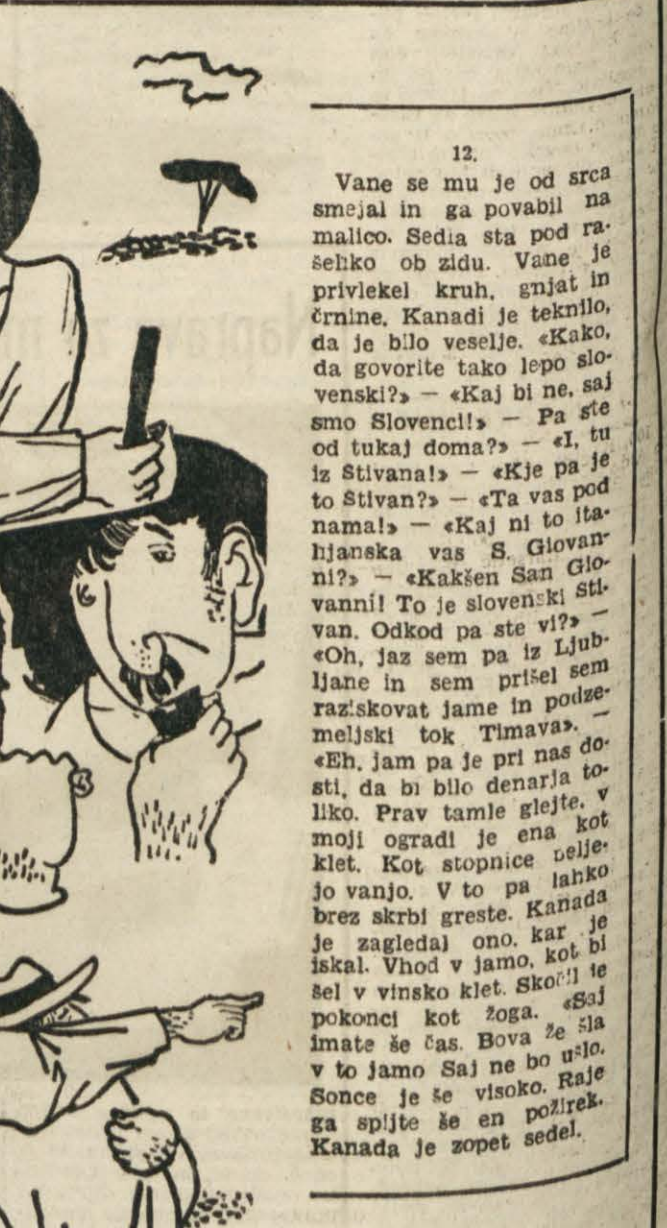 12.
Vane se mu je od srca
smejal in ga povabil na
malico. Sedla sta pod ra-
šeliko ob zidu. Vane je
privlekel kruh, gnjat in
črnine. Kanadi je teknilo,
da je bilo veselje. «Kako,
da govorite tako lepo slo-
venski?» — «Kaj bi ne, saj
smo Slovenci!» — Pa ste
od tukaj doma?» — «I, tu
iz Štivana!» — «Kje pa je
to Štivan?» — «Ta vas pod
nama!» — «Kaj ni to ita-
lijanska vas S. Giovan-
ni?» — «Kakšen San Gio-
vanni! To je slovenski Šti-
van. Odkod pa ste vi?» —
«Oh, jaz sem pa iz Ljub-
ljane in sem prišel sem
raziskovat jame in podze-
meljski tok Timava». —
«Eh, jam pa je pri nas do-
sti, da bi bilo denarja to-
liko. Prav tamle glejte, v
moji ogradi je ena kot
klet. Kot stopnice pelje-
jo vanjo. V to pa lahko
brez skrbi greste. Kanada
je zagledal ono, kar je
iskal. Vhod v jamo, kot bi
šel v vinsko klet. Skočil je
pokonci kot žoga. «Saj
imate še čas. Bova že šla
v to jamo Saj ne bo ušlo.
Sonce je še visoko. Raje
ga spijte še en požirek.
Kanada je zopet sedel.